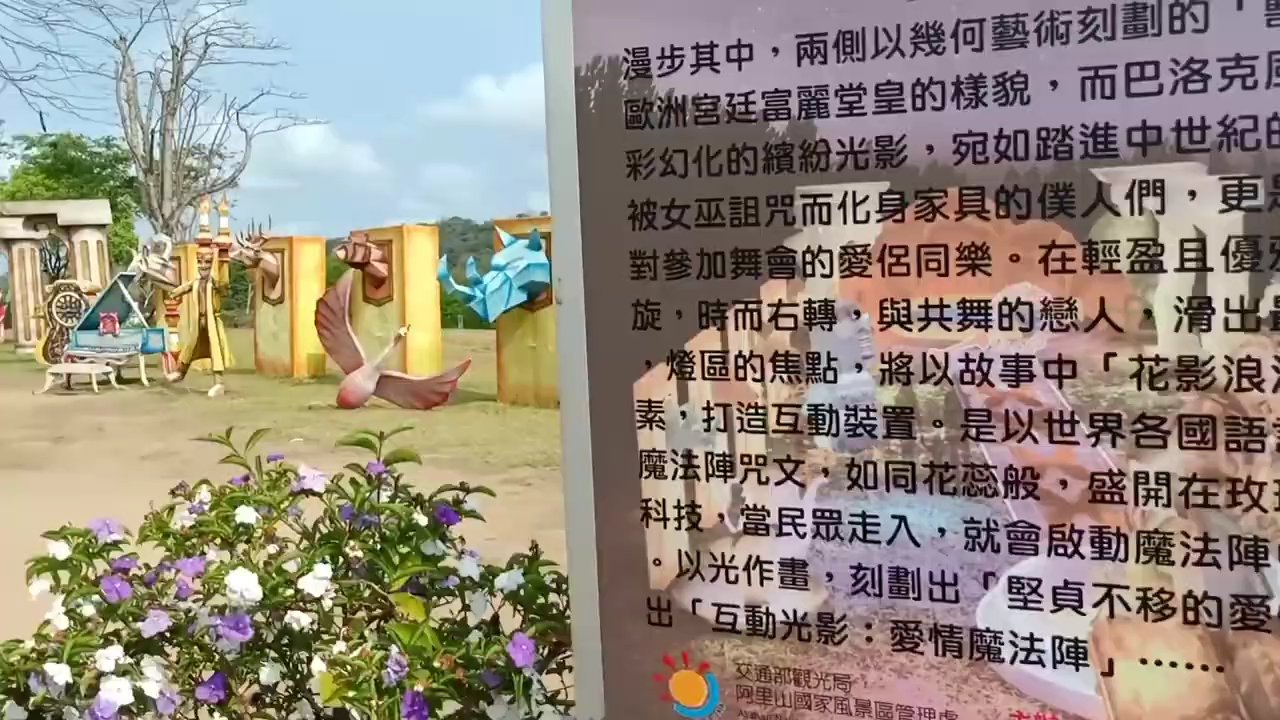 漫步其中，兩側以幾何藝術刻劃的「
歐洲宮廷富麗堂皇的樣貌，而巴洛克
彩幻化的繽紛光影，宛如踏進中世紀的
被女巫詛咒而化身家具的僕人們，更
對參加舞會的愛侶同樂。在輕盈且優
旋，時而右轉，與共舞的戀人，滑出
，燈區的焦點，將以故事中「花影浪
素，打造互動裝置。是以世界各國語
魔法陣咒文，如同花蕊般，盛開在玫
科技，當民眾走入，就會啟動魔法陣
。以光作畫，刻劃出「堅貞不移的愛
出「互動光影．愛情魔法陣」……
交通部觀光局
阿里山國家風景區管理處